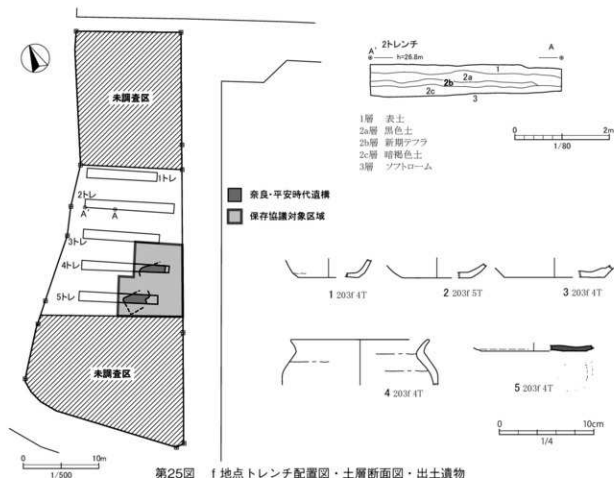 未調査区
1トレ
2トレ
A' A
3トレ
4トレ
5トレ
未調査区
0 10m
1/500
奈良・平安時代遺構
保存協議対象区域
2トレンチ
A' h=26.8m A
1
2a
2b
2c
3
1層 表土
2a層 黒色土
2b層 新期テフラ
2c層 暗褐色土
3層 ソフトローム
0 2m
1/80
1 203f 4T
2 203f 5T
3 203f 4T
4 203f 4T
5 203f 4T
0 10cm
1/4
第25図 f地点トレンチ配置図・土層断面図・出土遺物